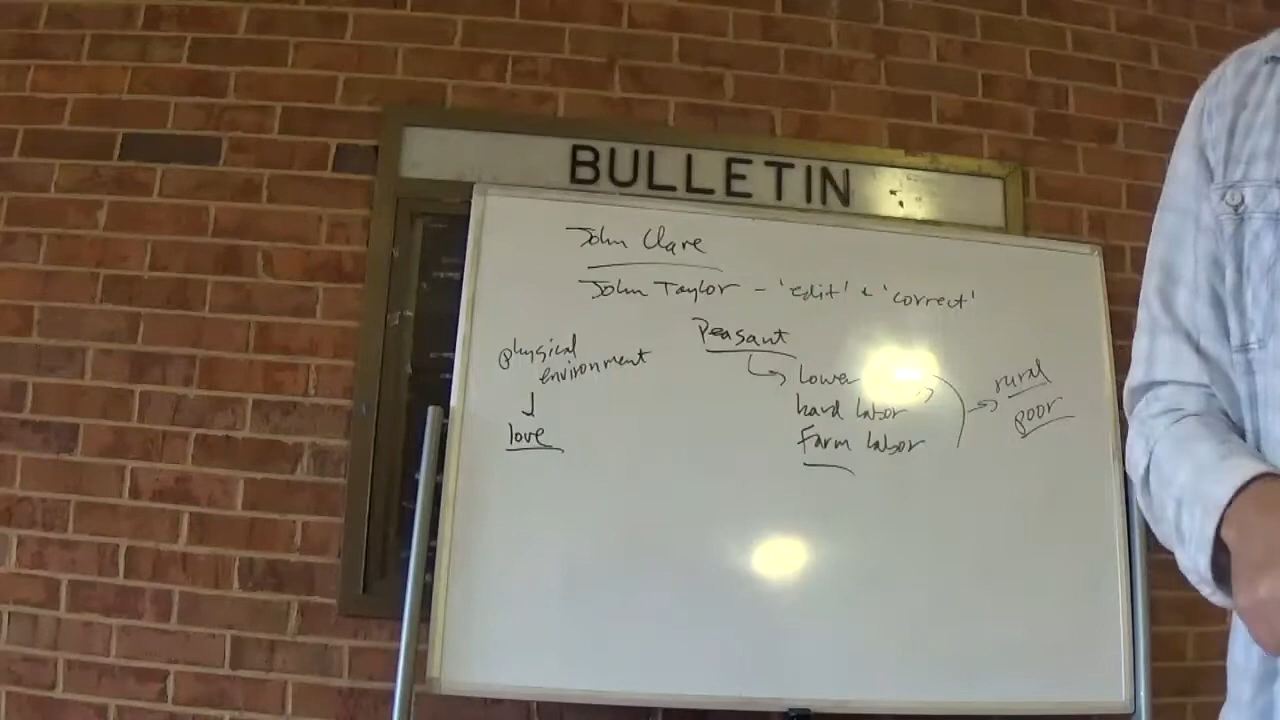 BULLETIN
John Clare
John Taylor - 'edit' & 'correct'
Peasant
physical
environment
love
Lower
hard labor
Farm labor
rural
poor